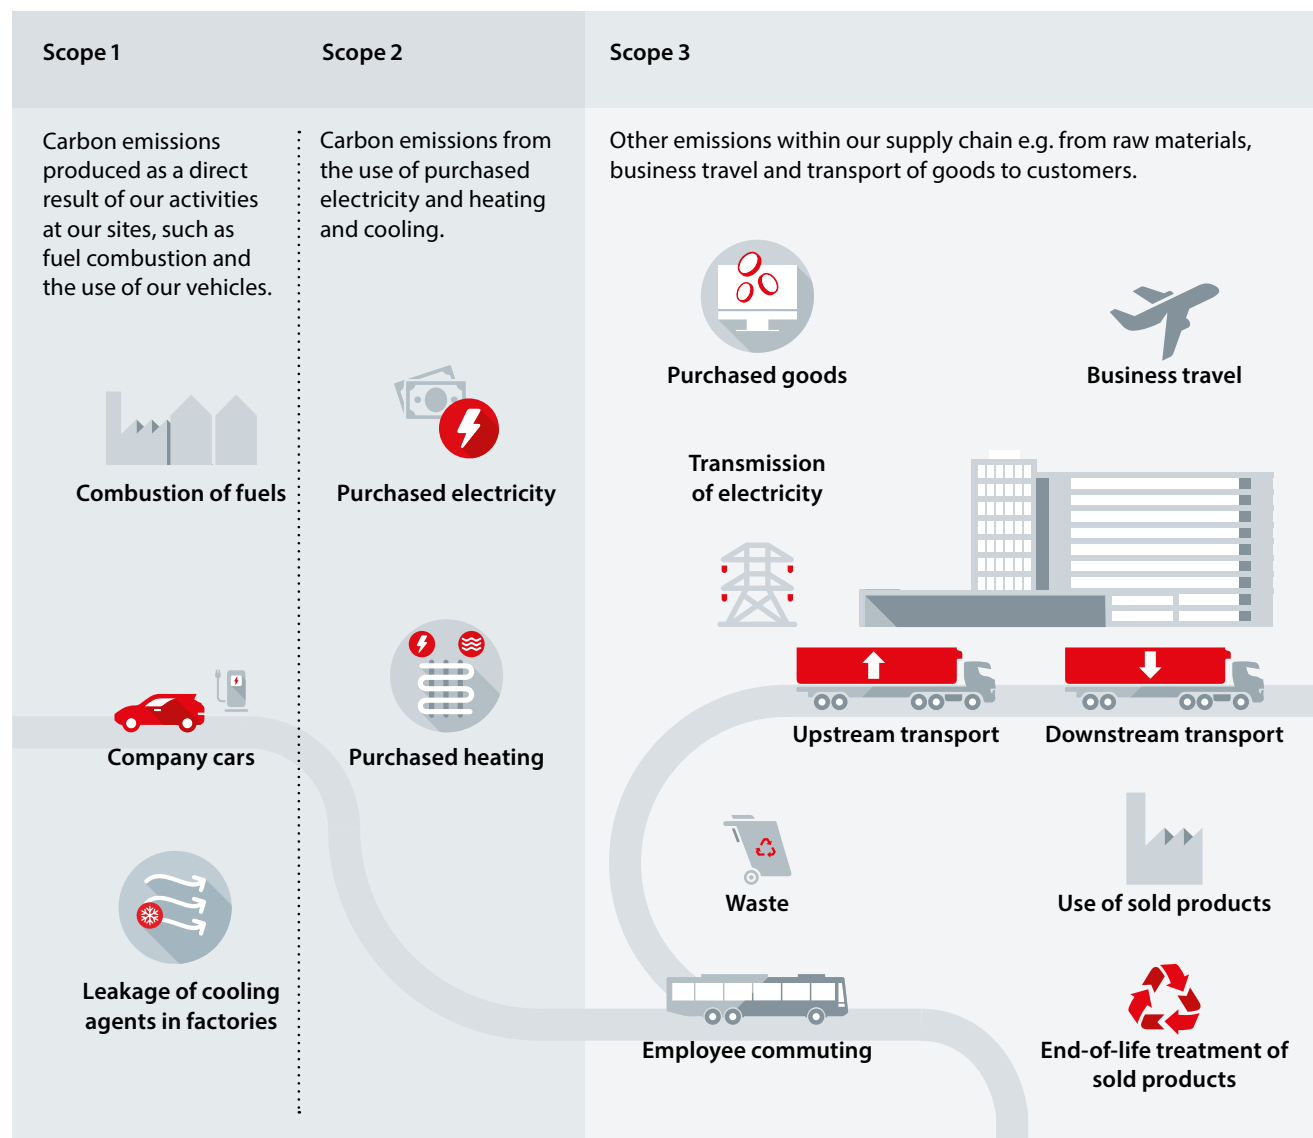 Scope 1
Scope 2
Scope 3
Carbon emissions
produced as a direct
result of our activities
at our sites, such as
fuel combustion and
the use of our vehicles.
Carbon emissions from
the use of purchased
electricity and heating
and cooling.
Other emissions within our supply chain e.g. from raw materials,
business travel and transport of goods to customers.
Combustion of fuels
Company cars
Leakage of cooling
agents in factories
Purchased electricity
Purchased heating
Purchased goods
Business travel
Transmission
of electricity
Upstream transport
Downstream transport
Waste
Use of sold products
Employee commuting
End-of-life treatment of
sold products